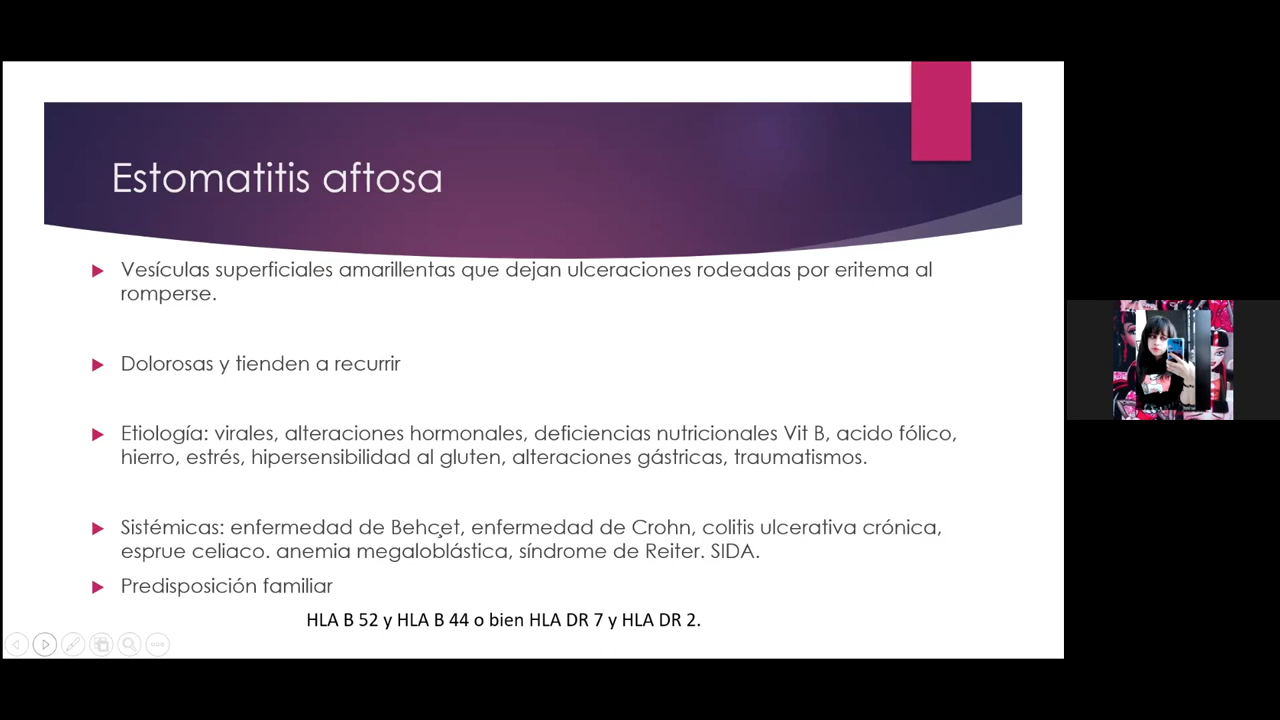 Estomatitis aftosa
Vesículas superficiales amarillentas que dejan ulceraciones rodeadas por eritema al
romperse.
Dolorosas y tienden a recurrir
Etiología: virales, alteraciones hormonales, deficiencias nutricionales Vit B, acido fólico,
hierro, estrés, hipersensibilidad al gluten, alteraciones gástricas, traumatismos.
Sistémicas: enfermedad de Behcet, enfermedad de Crohn, colitis ulcerativa crónica,
esprue celiaco. anemia megaloblástica, síndrome de Reiter. SIDA.
Predisposición familiar
HLA B 52 y HLA B 44 o bien HLA DR 7 y HLA DR 2.